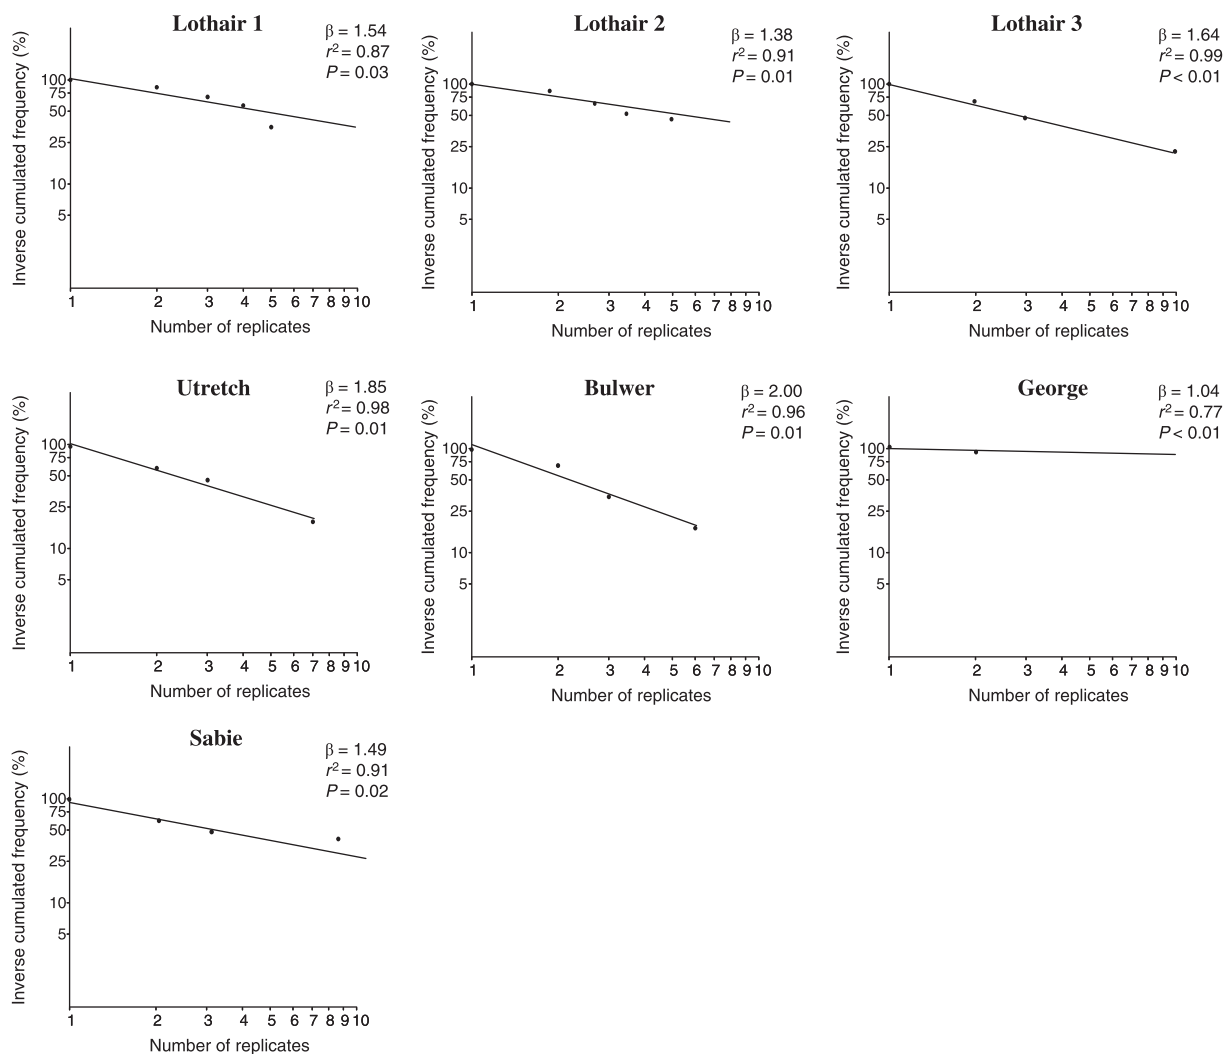 Lothair 1
β = 1.54
r² = 0.87
P = 0.03
Inverse cumulated frequency (%)
100
75
50
25
10
5
1 2 3 4 5 6 7 8 9 10
Number of replicates
Lothair 2
β = 1.38
r² = 0.91
P = 0.01
Inverse cumulated frequency (%)
100
75
50
25
10
5
1 2 3 4 5 6 7 8 9 10
Number of replicates
Lothair 3
β = 1.64
r² = 0.99
P < 0.01
Inverse cumulated frequency (%)
100
75
50
25
10
5
1 2 3 4 5 6 7 8 9 10
Number of replicates
Utretch
β = 1.85
r² = 0.98
P = 0.01
Inverse cumulated frequency (%)
100
75
50
25
10
5
1 2 3 4 5 6 7 8 9 10
Number of replicates
Bulwer
β = 2.00
r² = 0.96
P = 0.01
Inverse cumulated frequency (%)
100
75
50
25
10
5
1 2 3 4 5 6 7 8 9 10
Number of replicates
George
β = 1.04
r² = 0.77
P < 0.01
Inverse cumulated frequency (%)
100
75
50
25
10
5
1 2 3 4 5 6 7 8 9 10
Number of replicates
Sabie
β = 1.49
r² = 0.91
P = 0.02
Inverse cumulated frequency (%)
100
75
50
25
10
5
1 2 3 4 5 6 7 8 9 10
Number of replicates